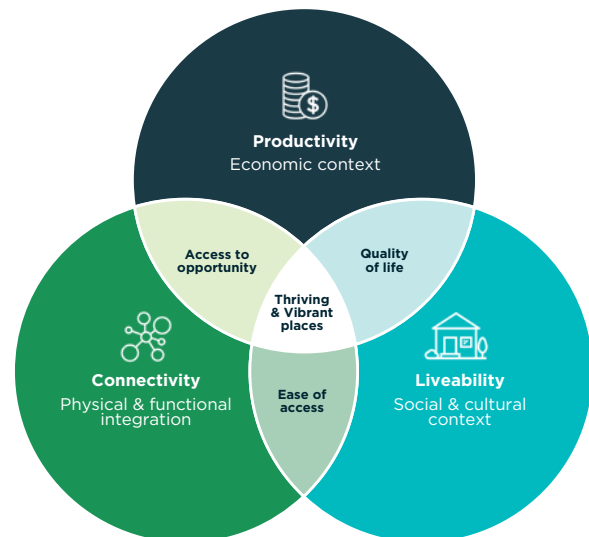 $
Productivity
Economic context
Access to
opportunity
Quality
of life
Thriving
& Vibrant
places
Connectivity
Physical & functional
integration
Liveability
Social & cultural
context
Ease of
access